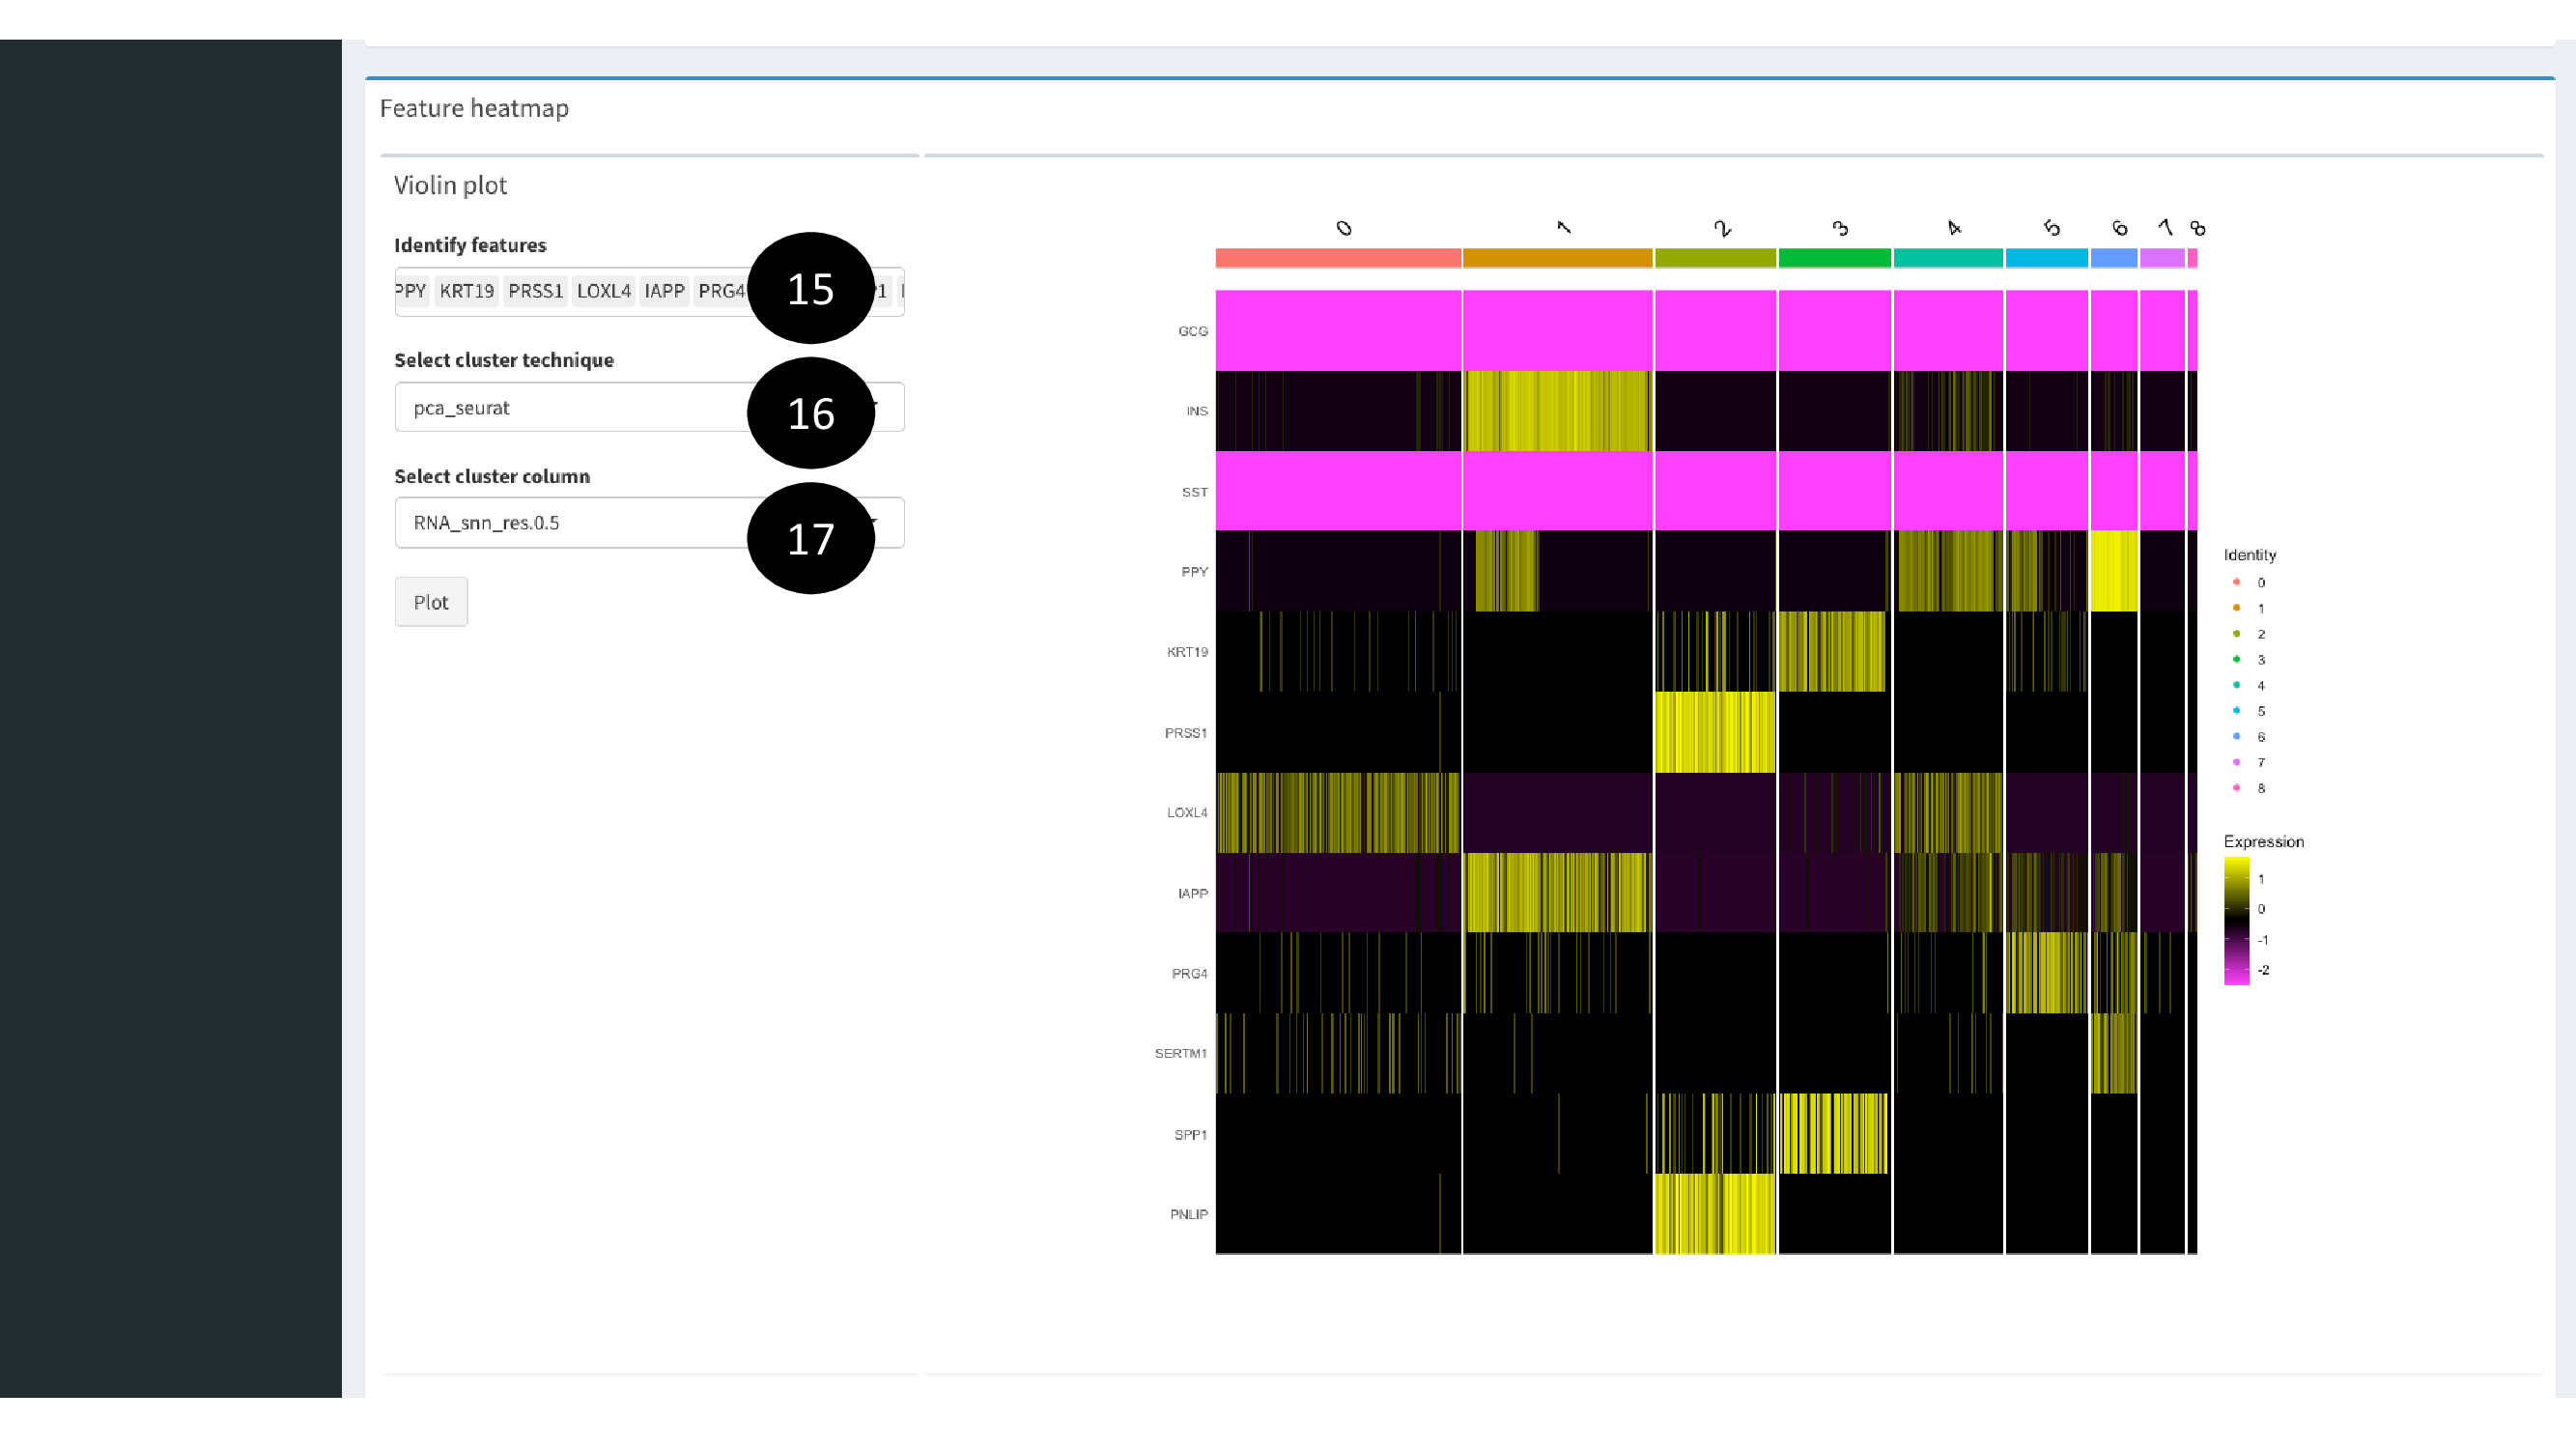 Feature heatmap
Violin plot
Identify features
PPY KRT19 PRSS1 LOXL4 IAPP PRG4
15
Select cluster technique
pca_seurat
16
Select cluster column
RNA_snn_res.0.5
17
Plot
0 1 2 3 4 5 6 7 8
GCG
INS
SST
PPY
KRT19
PRSS1
LOXL4
IAPP
PRG4
SERTM1
SPP1
PNLIP
Identity
0
1
2
3
4
5
6
7
8
Expression
1
0
-1
-2